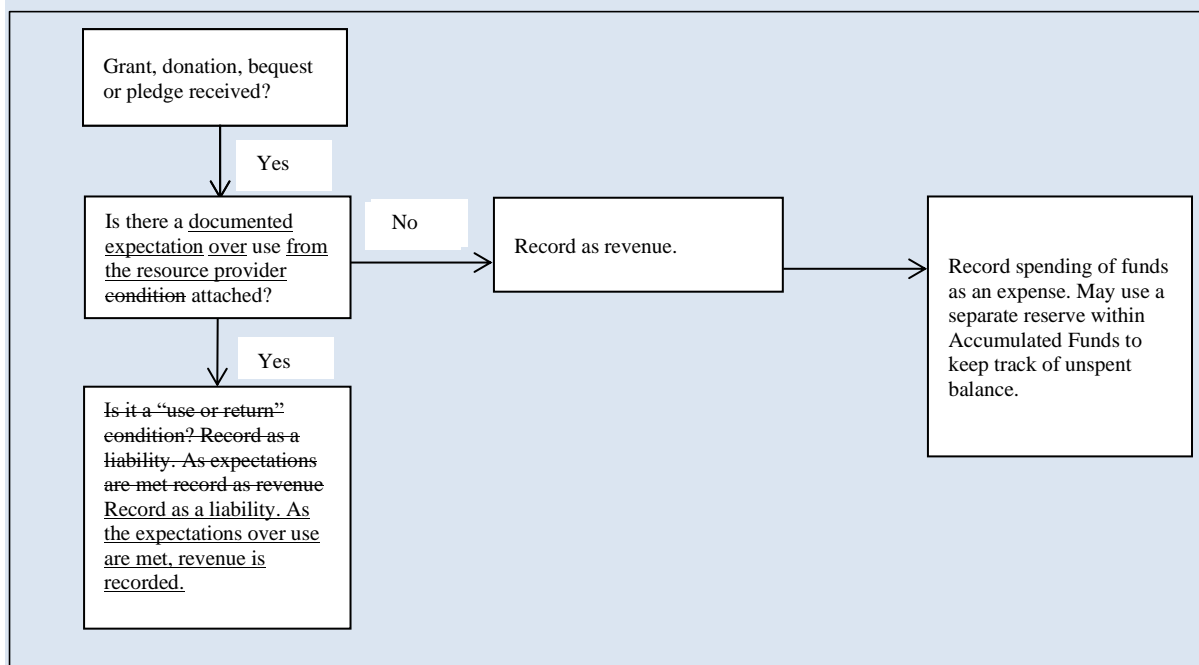 Grant, donation, bequest
or pledge received?
Yes
Is there a documented
expectation over use from
the resource provider
condition attached?
No
Record as revenue.
Record spending of funds
as an expense. May use a
separate reserve within
Accumulated Funds to
keep track of unspent
balance.
Yes
Is it a “use or return”
condition? Record as a
liability. As expectations
are met record as revenue
Record as a liability. As
the expectations over use
are met, revenue is
recorded.